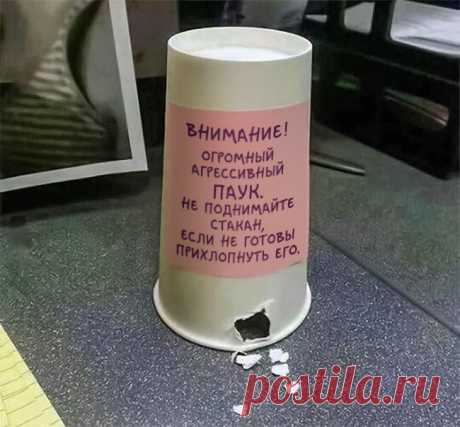 ВНИМАНИЕ!
ОГРОМНЫЙ
АГРЕССИВНЫЙ
ПАУК.
НЕ ПОДНИМАЙТЕ
СТАКАН,
ЕСЛИ НЕ ГОТОВЫ
ПРИХЛОПНУТЬ ЕГО.
postila.ru